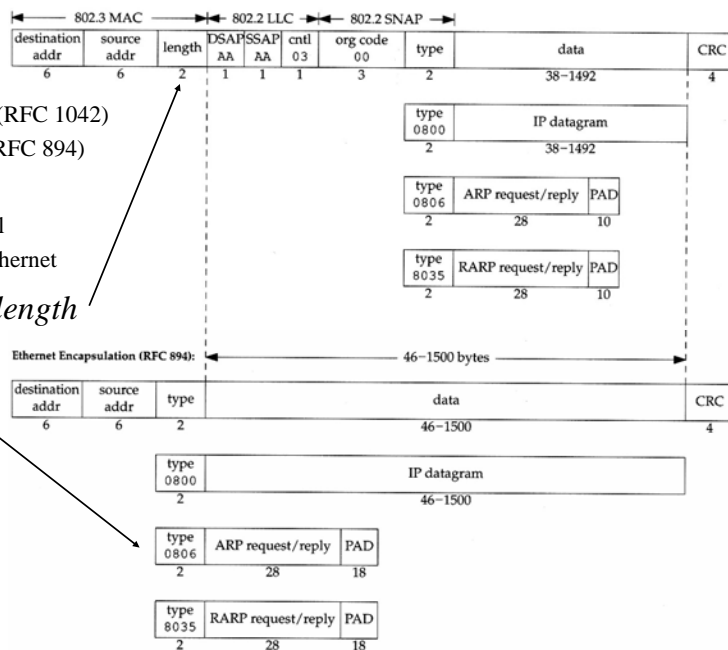 802.3 MAC 802.2 LLC 802.2 SNAP
destination addr source addr length DSAP AA SSAP AA cntl 03 org code 00 type data CRC
6 6 2 1 1 1 3 2 38-1492 4
(RFC 1042)
RFC 894)
type 0800 IP datagram
2 38-1492
type 0806 ARP request/reply PAD
2 28 10
hernet
type 8035 RARP request/reply PAD
2 28 10
length
Ethernet Encapsulation (RFC 894): 46-1500 bytes
destination addr source addr type data CRC
6 6 2 46-1500 4
type 0800 IP datagram
2 46-1500
type 0806 ARP request/reply PAD
2 28 18
type 8035 RARP request/reply PAD
2 28 18